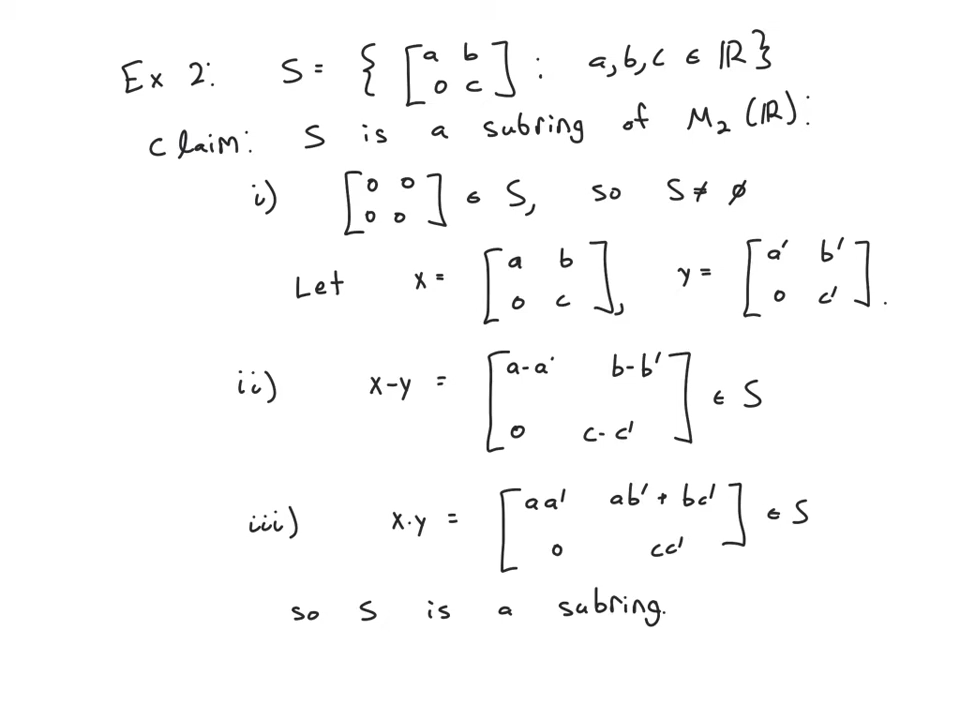 Ex 2: S = { [ a b ; 0 c ] : a, b, c ∈ ℝ }
Claim: S is a subring of M₂(ℝ):
i) [ 0 0 ; 0 0 ] ∈ S, so S ≠ ∅
Let x = [ a b ; 0 c ], y = [ a' b' ; 0 c' ].
ii) x-y = [ a-a' b-b' ; 0 c-c' ] ∈ S
iii) x·y = [ aa' ab' + bc' ; 0 cc' ] ∈ S
so S is a subring.